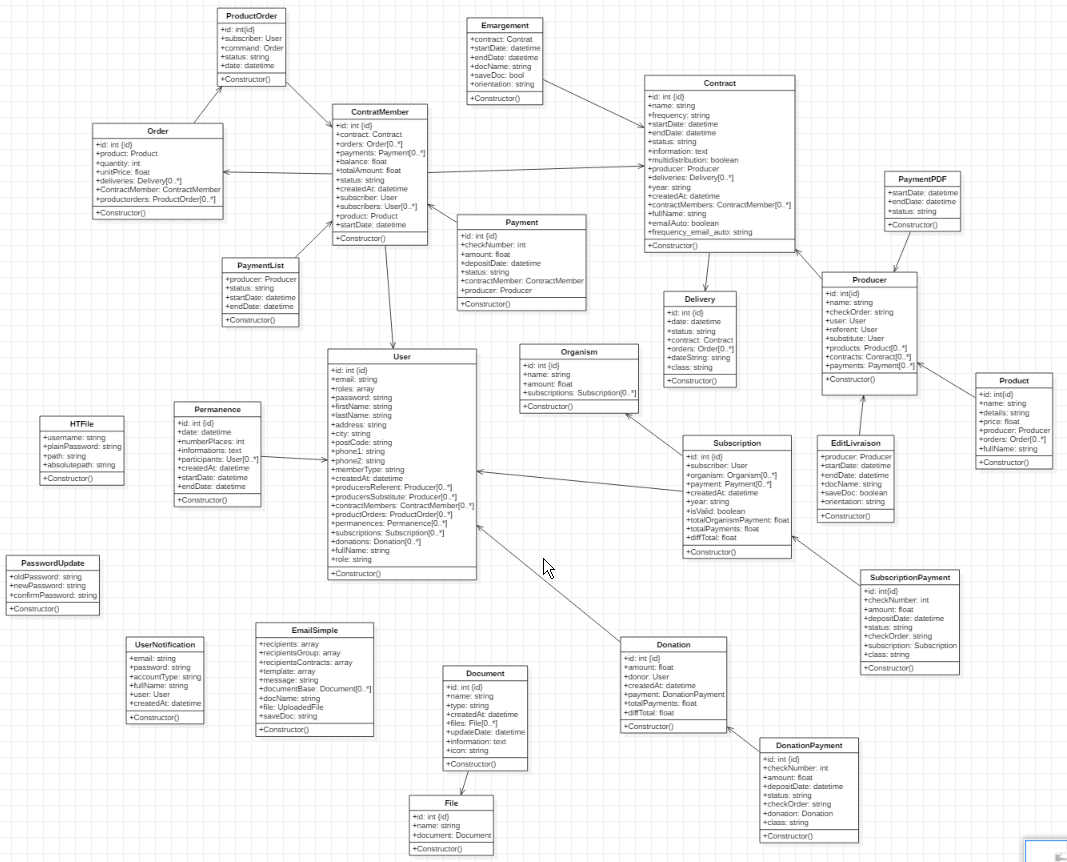 ProductOrder
+id: int{id}
+subscriber: User
+command: Order
+status: string
+date: datetime
+Constructor()
Emargement
+contract: Contrat
+startDate: datetime
+endDate: datetime
+docName: string
+saveDoc: bool
+orientation: string
+Constructor()
Contract
+id: int {id}
+name: string
+frequency: string
+startDate: datetime
+endDate: datetime
+status: string
+information: text
+multidistribution: boolean
+producer: Producer
+deliveries: Delivery[0..*]
+year: string
+createdAt: datetime
+contractMembers: ContractMember[0..*]
+fullName: string
+emailAuto: boolean
+frequency_email_auto: string
+Constructor()
ContratMember
+id: int {id}
+contract: Contract
+orders: Order[0..*]
+payments: Payment[0..*]
+balance: float
+totalAmount: float
+status: string
+createdAt: datetime
+subscriber: User
+subscribers: User[0..*]
+product: Product
+startDate: datetime
+Constructor()
Order
+id: int {id}
+product: Product
+quantity: int
+unitPrice: float
+deliveries: Delivery[0..*]
+ContractMember: ContractMember
+productorders: ProductOrder[0..*]
+Constructor()
PaymentPDF
+startDate: datetime
+endDate: datetime
+status: string
+Constructor()
Payment
+id: int {id}
+checkNumber: int
+amount: float
+depositDate: datetime
+status: string
+contractMember: ContractMember
+producer: Producer
+Constructor()
PaymentList
+producer: Producer
+status: string
+startDate: datetime
+endDate: datetime
+Constructor()
Producer
+id: int{id}
+name: string
+checkOrder: string
+user: User
+referent: User
+substitute: User
+products: Product[0..*]
+contracts: Contract[0..*]
+payments: Payment[0..*]
+Constructor()
Delivery
+id: int {id}
+date: datetime
+status: string
+contract: Contract
+orders: Order[0..*]
+dateString: string
+class: string
+Constructor()
User
+id: int {id}
+email: string
+roles: array
+password: string
+firstName: string
+lastName: string
+address: string
+city: string
+postCode: string
+phone1: string
+phone2: string
+memberType: string
+createdAt: datetime
+producersReferent: Producer[0..*]
+producersSubstitute: Producer[0..*]
+contractMembers: ContractMember[0..*]
+productOrders: ProductOrder[0..*]
+permanences: Permanence[0..*]
+subscriptions: Subscription[0..*]
+donations: Donation[0..*]
+fullName: string
+role: string
+Constructor()
Organism
+id: int {id}
+name: string
+amount: float
+subscriptions: Subscription[0..*]
+Constructor()
Product
+id: int{id}
+name: string
+details: string
+price: float
+producer: Producer
+orders: Order[0..*]
+fullName: string
+Constructor()
HTFile
+username: string
+plainPassword: string
+path: string
+absolutepath: string
+Constructor()
Permanence
+id: int {id}
+date: datetime
+numberPlaces: int
+informations: text
+participants: User[0..*]
+createdAt: datetime
+startDate: datetime
+endDate: datetime
+Constructor()
Subscription
+id: int {id}
+subscriber: User
+organism: Organism[0..*]
+payment: Payment[0..*]
+createdAt: datetime
+year: string
+isValid: boolean
+totalOrganismPayment: float
+totalPayments: float
+diffTotal: float
+Constructor()
EditLivraison
+producer: Producer
+startDate: datetime
+endDate: datetime
+docName: string
+saveDoc: boolean
+orientation: string
+Constructor()
PasswordUpdate
+oldPassword: string
+newPassword: string
+confirmPassword: string
+Constructor()
SubscriptionPayment
+id: int{id}
+checkNumber: int
+amount: float
+depositDate: datetime
+status: string
+checkOrder: string
+subscription: Subscription
+class: string
+Constructor()
UserNotification
+email: string
+password: string
+accountType: string
+fullName: string
+user: User
+createdAt: datetime
+Constructor()
EmailSimple
+recipients: array
+recipientsGroup: array
+recipientsContracts: array
+template: array
+message: string
+documentBase: Document[0..*]
+docName: string
+file: UploadedFile
+saveDoc: string
+Constructor()
Document
+id: int {id}
+name: string
+type: string
+createdAt: datetime
+files: File[0..*]
+updateDate: datetime
+information: text
+icon: string
+Constructor()
Donation
+id: int {id}
+amount: float
+donor: User
+createdAt: datetime
+payment: DonationPayment
+totalPayments: float
+diffTotal: float
+Constructor()
DonationPayment
+id: int {id}
+checkNumber: int
+amount: float
+depositDate: datetime
+status: string
+checkOrder: string
+donation: Donation
+class: string
+Constructor()
File
+id: int {id}
+name: string
+document: Document
+Constructor()